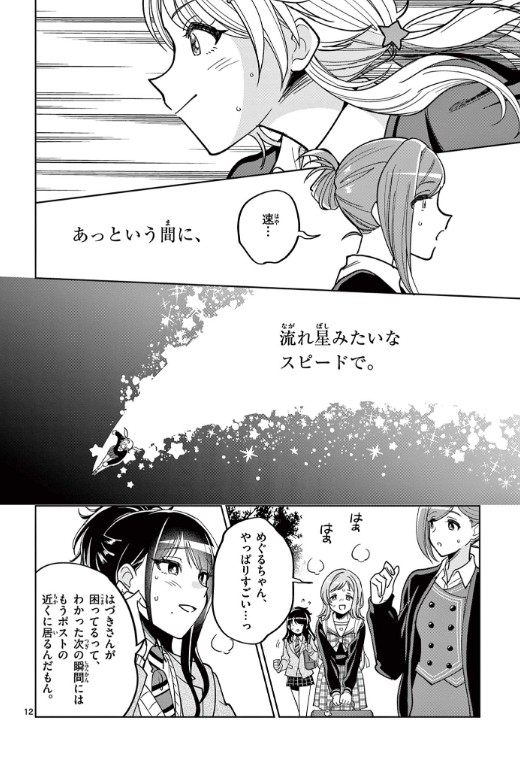 速…
あっという間に、
流れ星みたいな
スピードで。
はぁ
はぁ
めぐるちゃん、
やっぱりすごい…っ
はづきさんが
困ってるって、
わかった次の瞬間には
もうポストの
近くに居るんだもん。
12